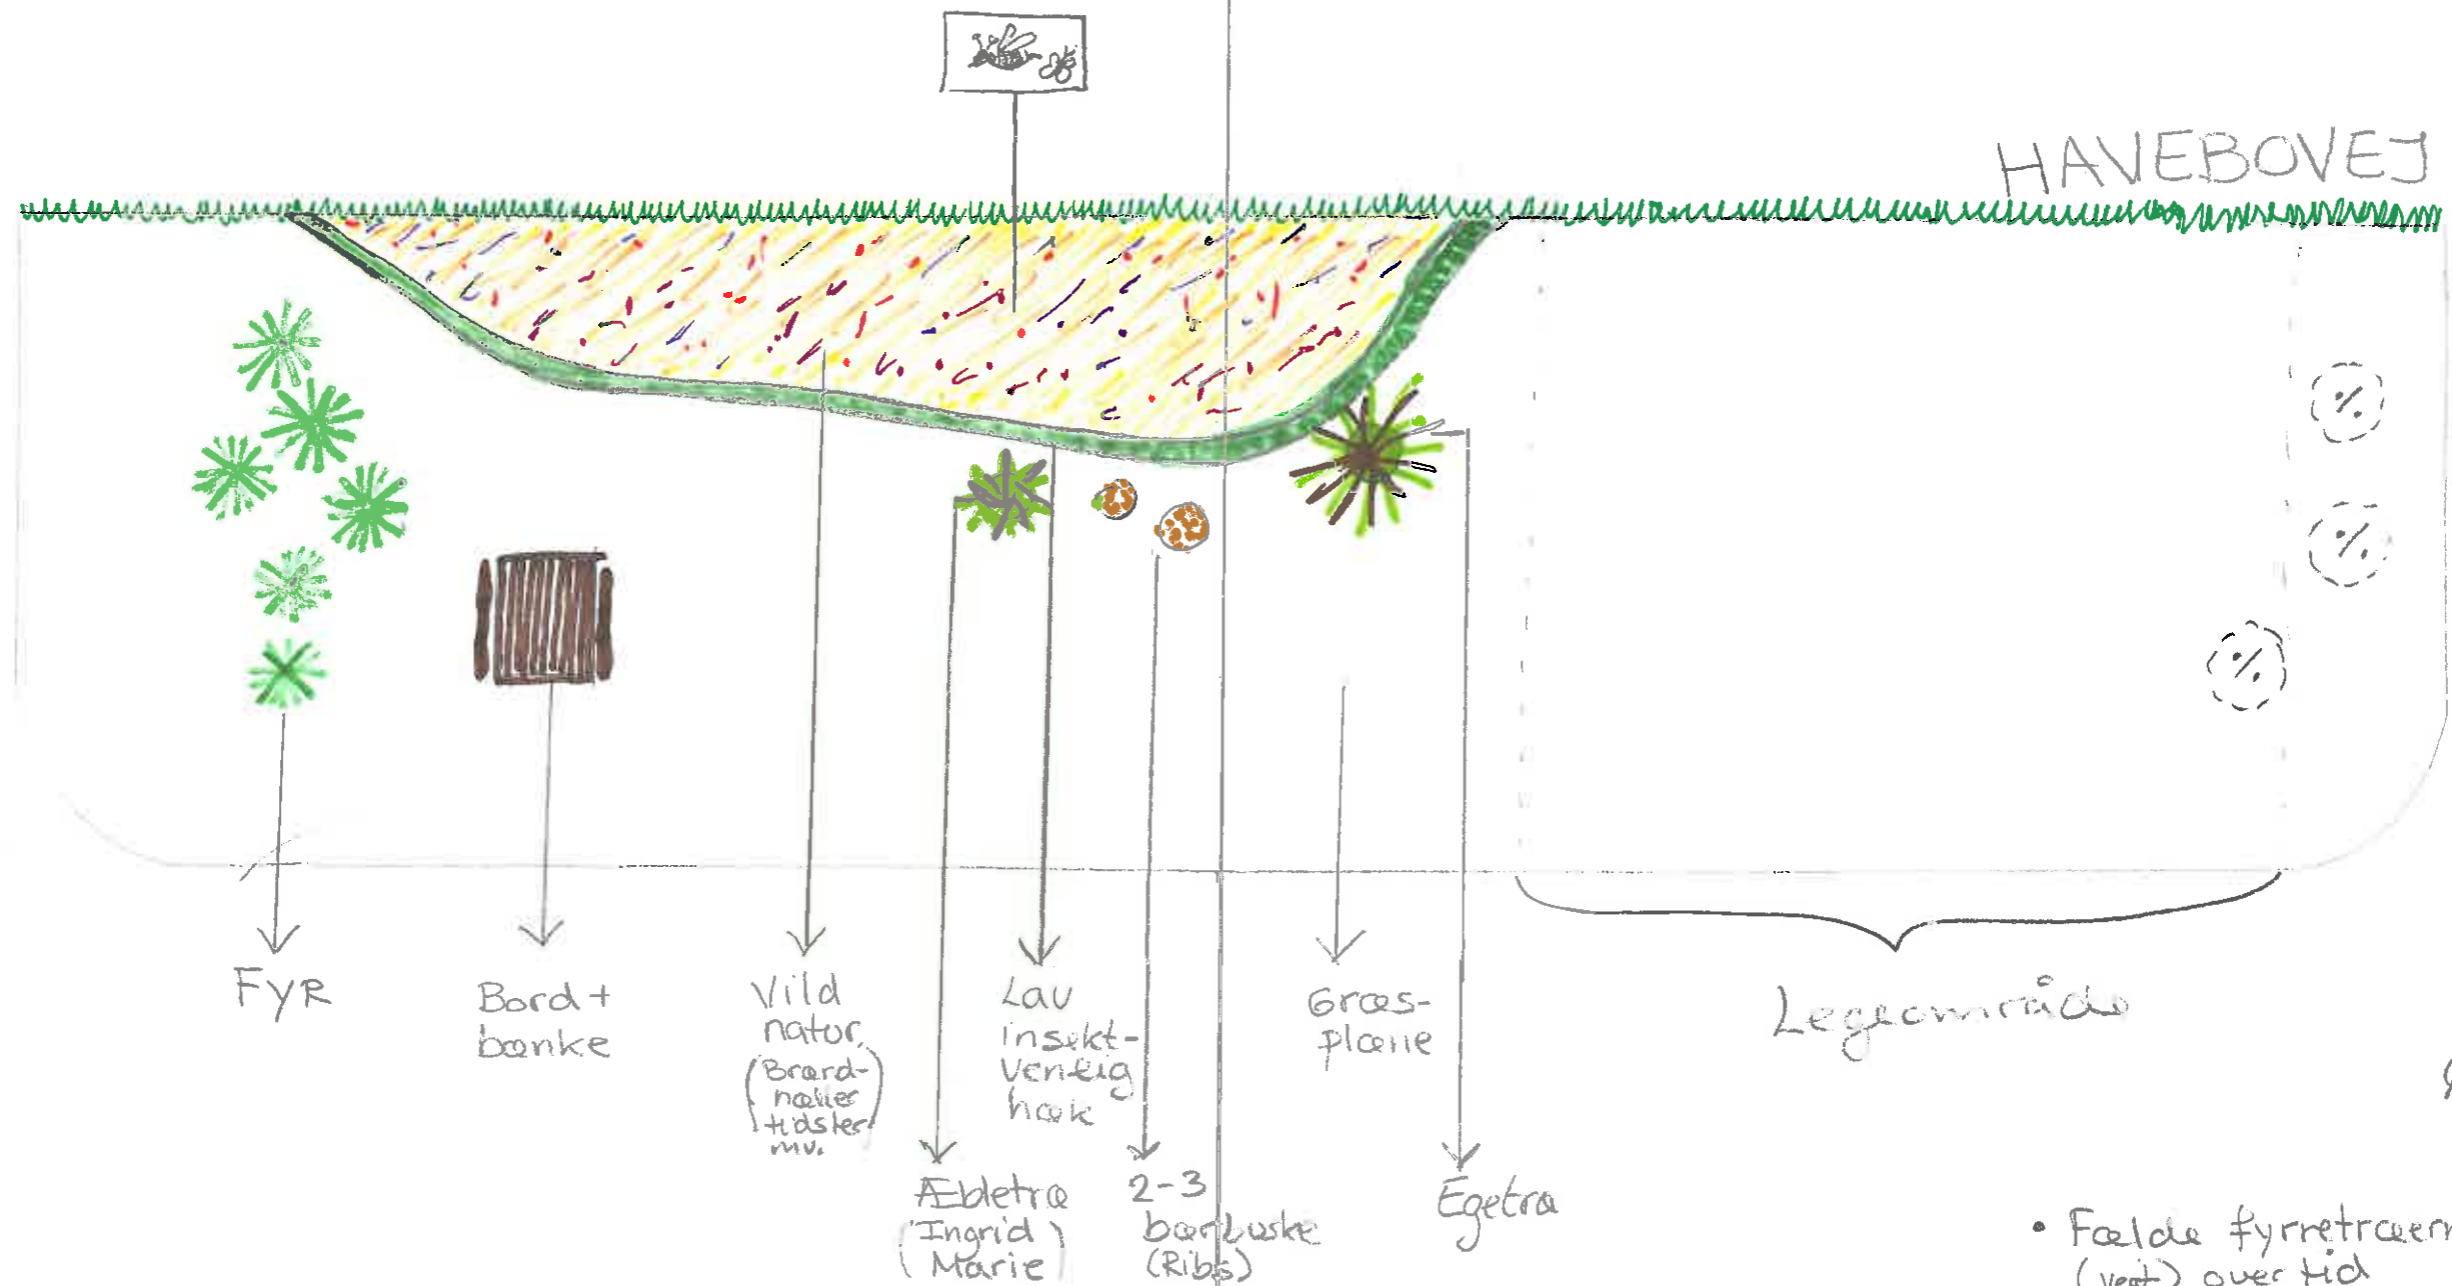 HAVEBOVEJ
FYR
Bord +
bænke
Vild
natur
(Brænd-
nælder
tidsler
mv.
Æbletræ
(Ingrid
Marie
Lav
insekt-
venlig
hæk
2-3
bærbuske
(Ribs)
Græs-
plæne
Egetræ
Legeområde
• Fælde fyrretræern
over tid